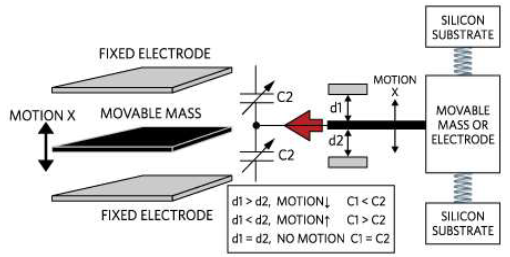 SILICON
SUBSTRATE
FIXED ELECTRODE
C2
d1
MOTION
X
MOTION X
MOVABLE MASS
MOVABLE
MASS OR
ELECTRODE
C2
d2
FIXED ELECTRODE
d1 > d2, MOTION↓ C1 < C2
d1 < d2, MOTION↑ C1 > C2
d1 = d2, NO MOTION C1 = C2
SILICON
SUBSTRATE